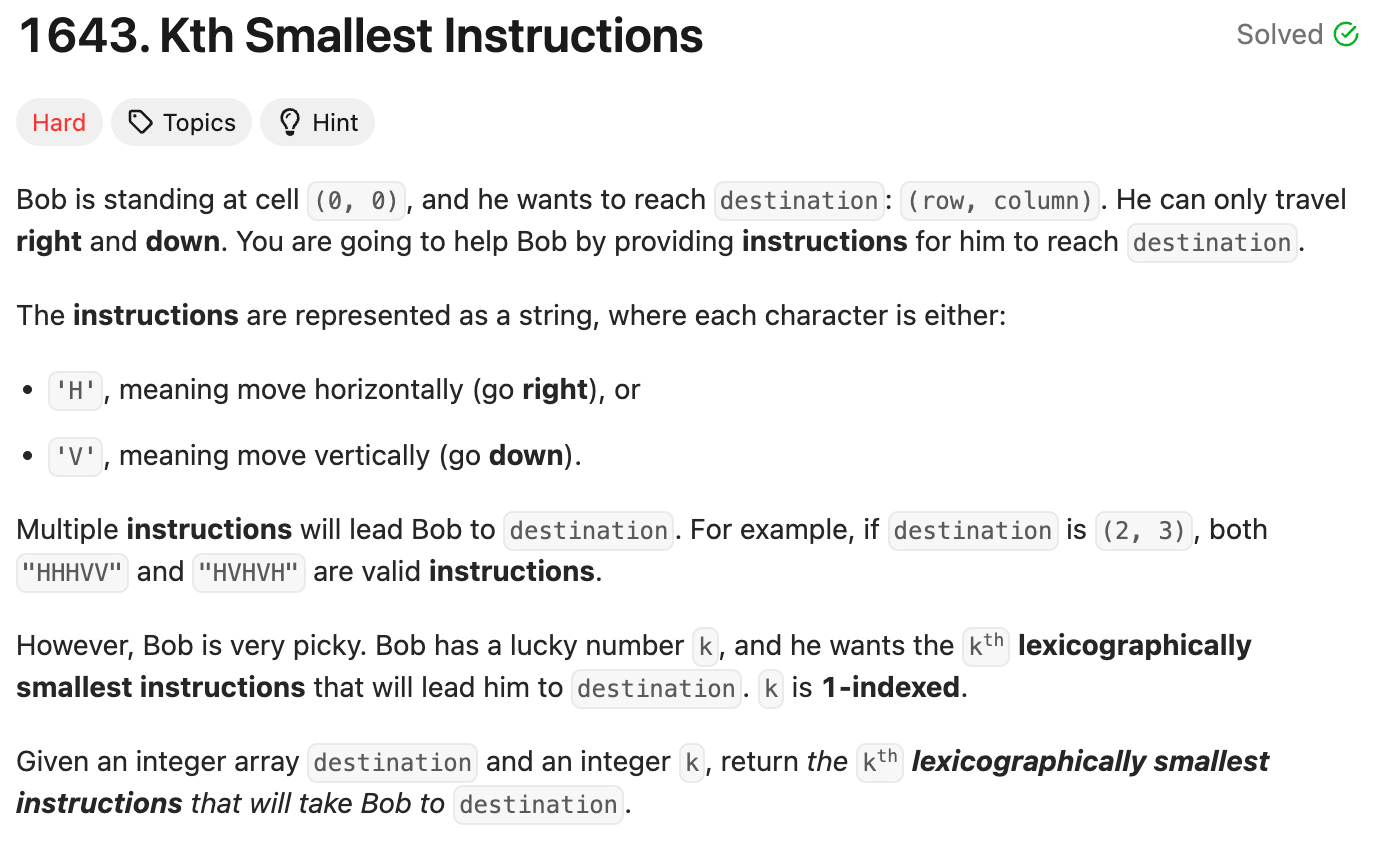 1643. Kth Smallest Instructions
Solved
Hard
Topics
Hint
Bob is standing at cell (0, 0), and he wants to reach destination: (row, column). He can only travel
right and down. You are going to help Bob by providing instructions for him to reach destination.
The instructions are represented as a string, where each character is either:
• 'H', meaning move horizontally (go right), or
• 'V', meaning move vertically (go down).
Multiple instructions will lead Bob to destination. For example, if destination is (2, 3), both
"HHHVV" and "HVHVH" are valid instructions.
However, Bob is very picky. Bob has a lucky number k, and he wants the kth lexicographically
smallest instructions that will lead him to destination. k is 1-indexed.
Given an integer array destination and an integer k, return the kth lexicographically smallest
instructions that will take Bob to destination.